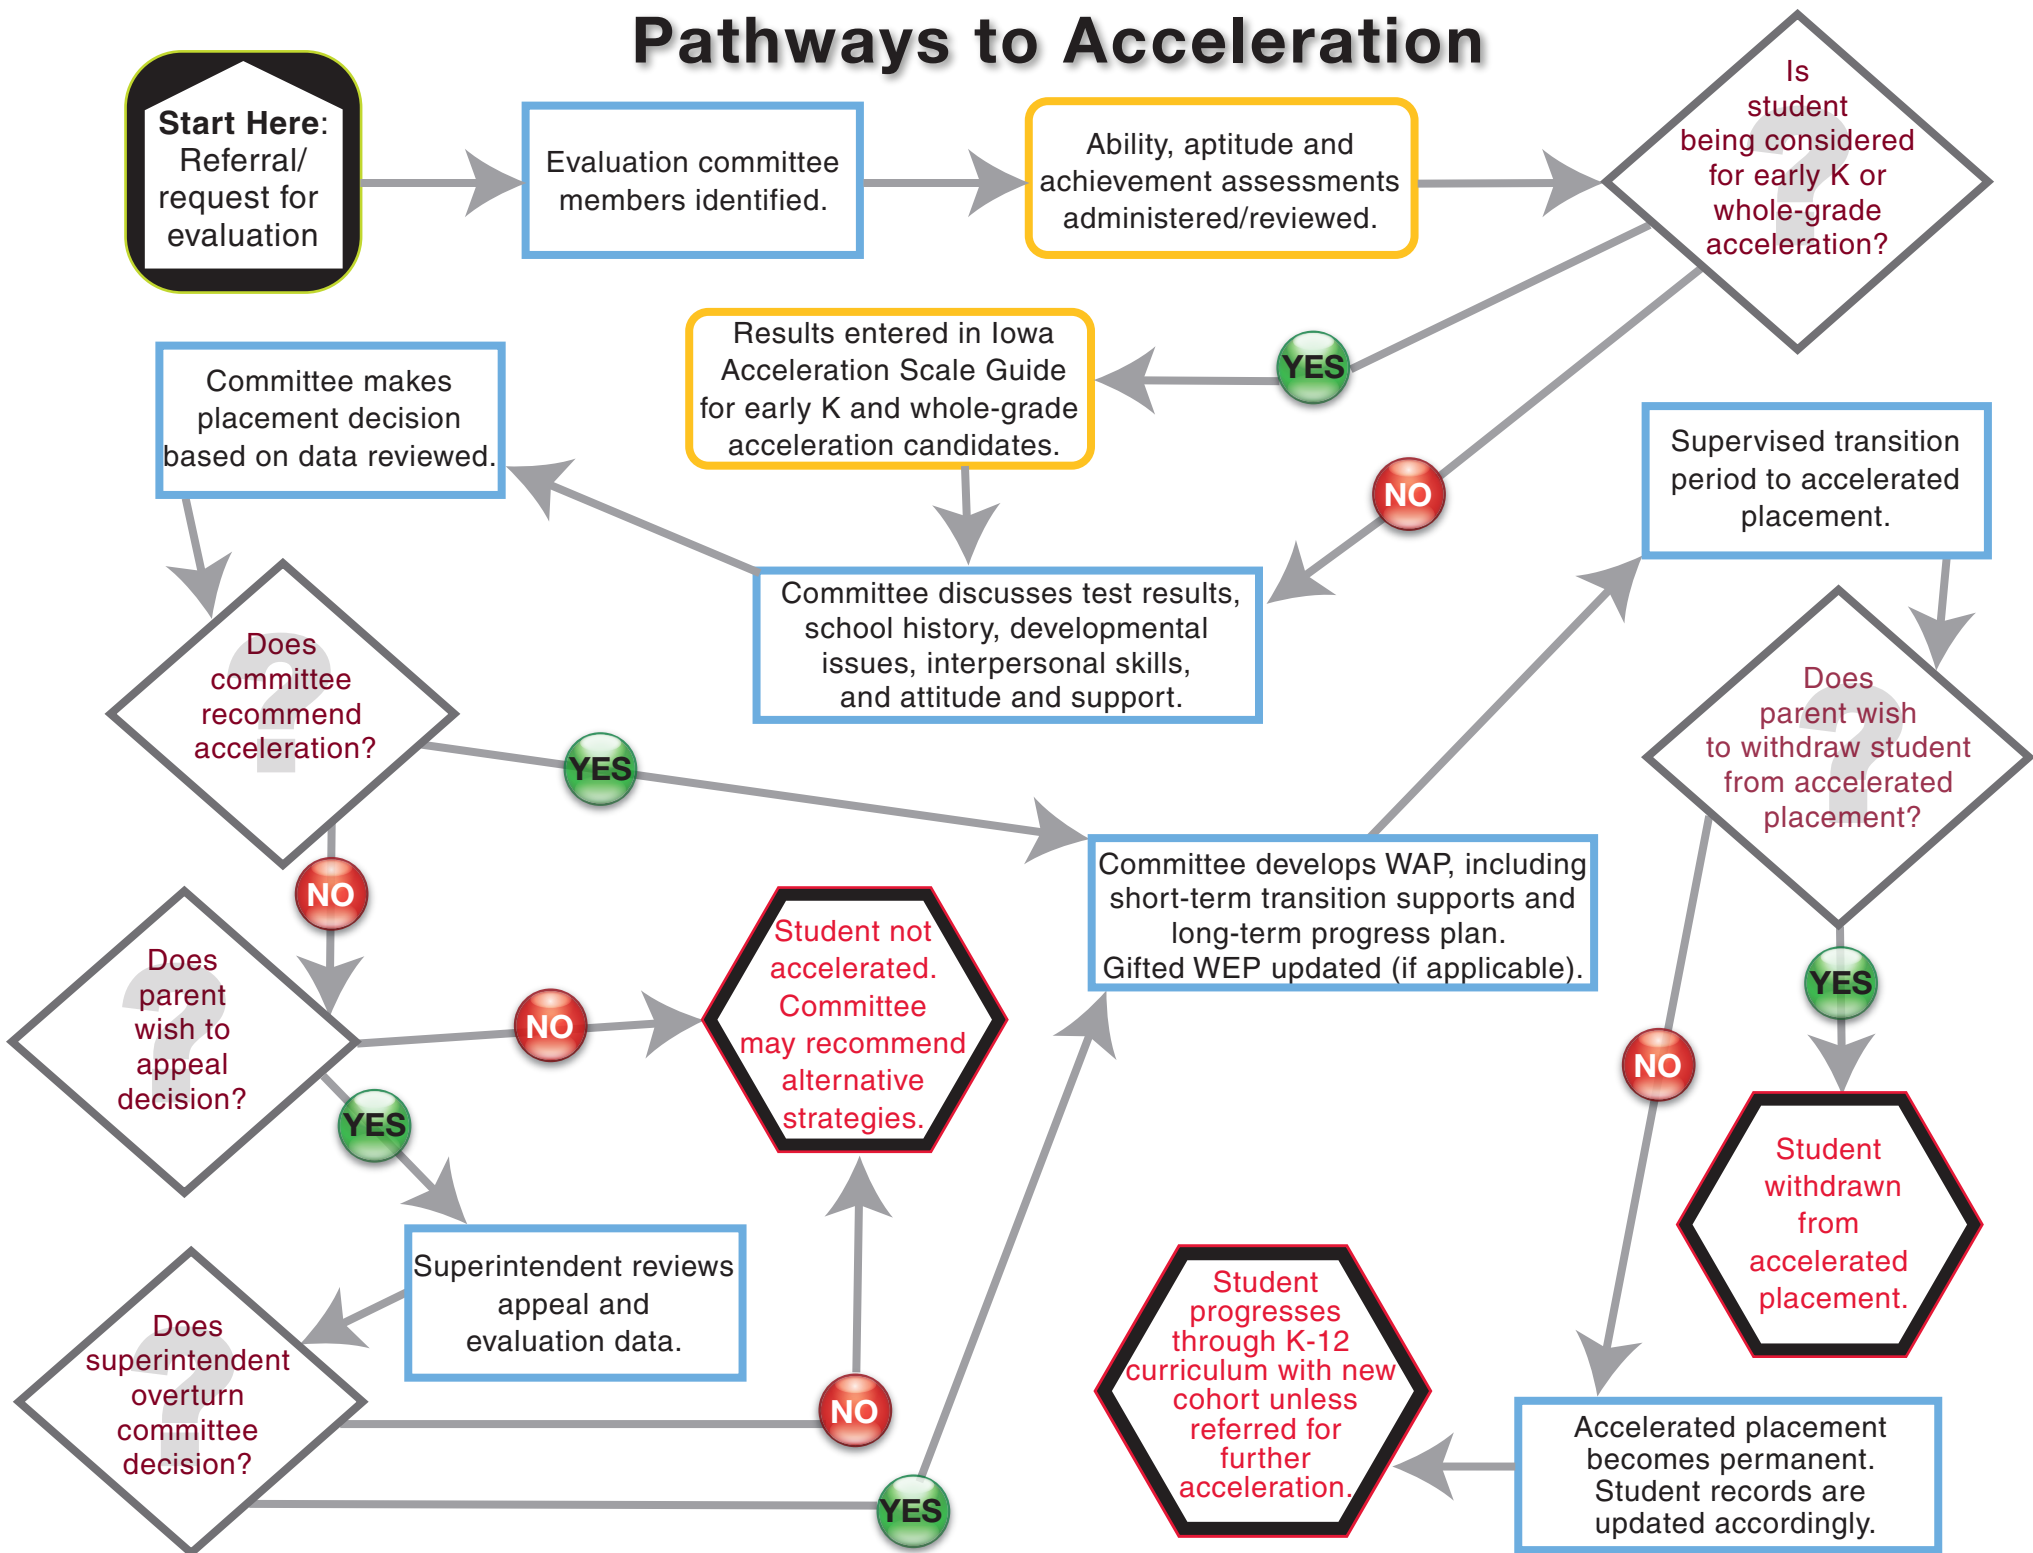 Pathways to Acceleration
Start Here:
Referral/
request for
evaluation
Evaluation committee
members identified.
Ability, aptitude and
achievement assessments
administered/reviewed.
?
Is
student
being considered
for early K or
whole-grade
acceleration?
YES
NO
Results entered in Iowa
Acceleration Scale Guide
for early K and whole-grade
acceleration candidates.
Committee makes
placement decision
based on data reviewed.
Committee discusses test results,
school history, developmental
issues, interpersonal skills,
and attitude and support.
Supervised transition
period to accelerated
placement.
?
Does
committee
recommend
acceleration?
YES
NO
?
Does
parent wish
to withdraw student
from accelerated
placement?
YES
NO
Committee develops WAP, including
short-term transition supports and
long-term progress plan.
Gifted WEP updated (if applicable).
?
Does
parent
wish to
appeal
decision?
NO
YES
Student not
accelerated.
Committee
may recommend
alternative
strategies.
Superintendent reviews
appeal and
evaluation data.
?
Does
superintendent
overturn
committee
decision?
NO
YES
Student
withdrawn
from
accelerated
placement.
Student
progresses
through K-12
curriculum with new
cohort unless
referred for
further
acceleration.
Accelerated placement
becomes permanent.
Student records are
updated accordingly.